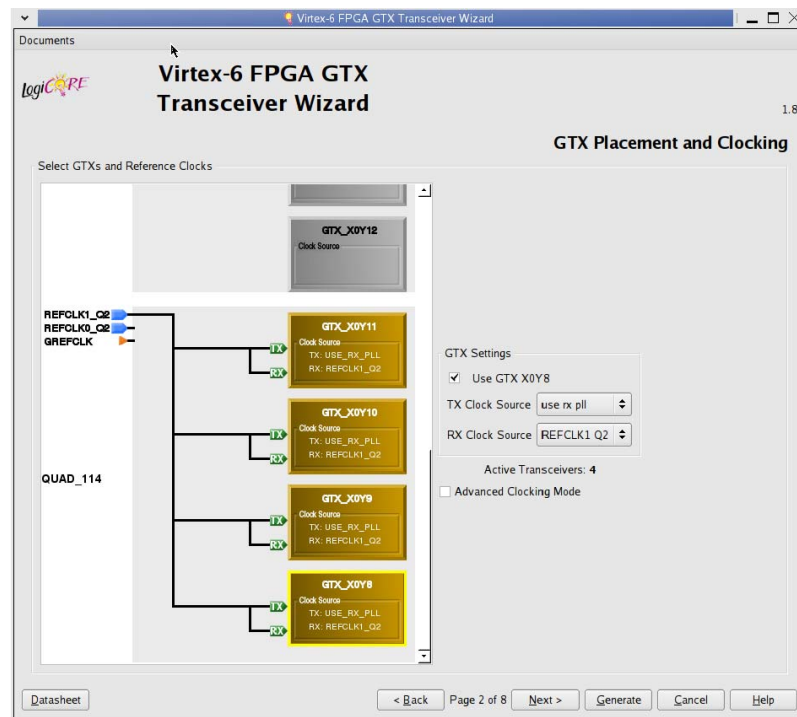 Virtex-6 FPGA GTX Transceiver Wizard
Documents
LogiCORE
Virtex-6 FPGA GTX
Transceiver Wizard
1.8
GTX Placement and Clocking
Select GTXs and Reference Clocks
GTX_X0Y12
Clock Source
REFCLK1_Q2
REFCLK0_Q2
GREFCLK
QUAD_114
GTX_X0Y11
Clock Source
TX
TX: USE_RX_PLL
RX
RX: REFCLK1_Q2
GTX_X0Y10
Clock Source
TX
TX: USE_RX_PLL
RX
RX: REFCLK1_Q2
GTX_X0Y9
Clock Source
TX
TX: USE_RX_PLL
RX
RX: REFCLK1_Q2
GTX_X0Y8
Clock Source
TX
TX: USE_RX_PLL
RX
RX: REFCLK1_Q2
GTX Settings
Use GTX X0Y8
TX Clock Source use rx pll
RX Clock Source REFCLK1 Q2
Active Transceivers: 4
Advanced Clocking Mode
Datasheet
< Back Page 2 of 8 Next > Generate Cancel Help